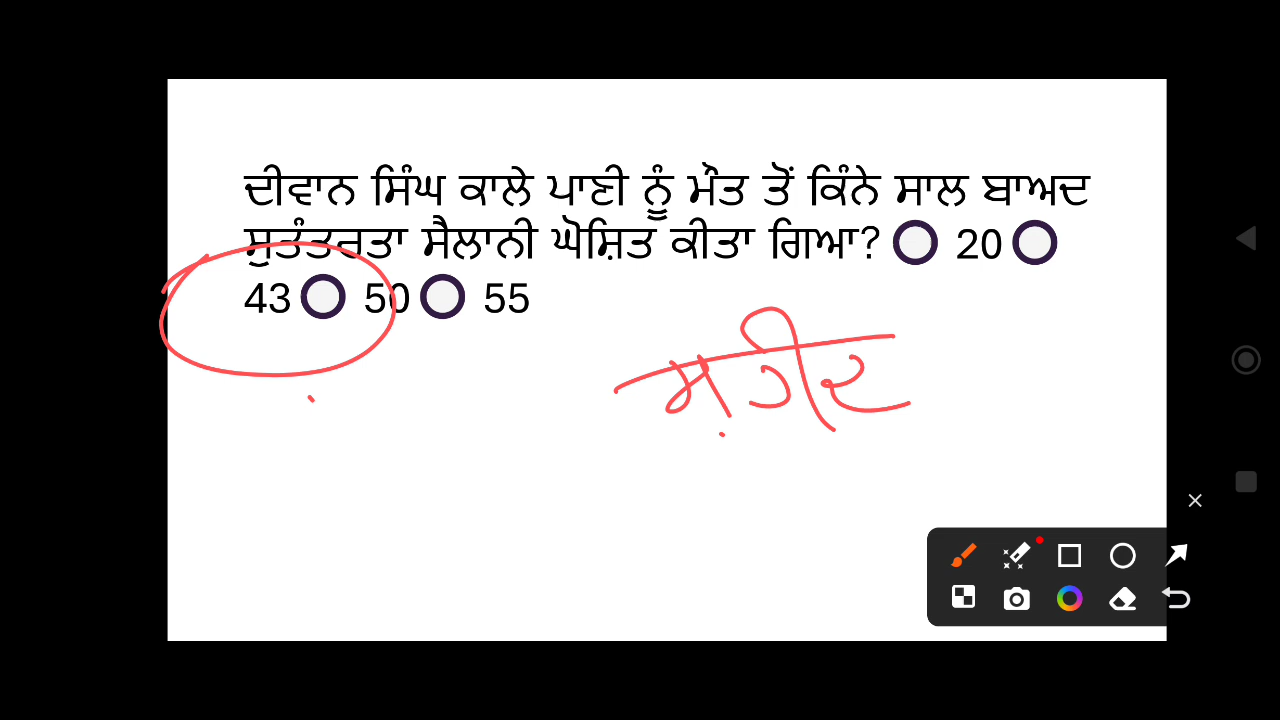 ਦੀਵਾਨ ਸਿੰਘ ਕਾਲੇ ਪਾਣੀ ਨੂੰ ਮੌਤ ਤੋਂ ਕਿੰਨੇ ਸਾਲ ਬਾਅਦ
ਸੁਤੰਤਰਤਾ ਸੈਲਾਨੀ ਘੋਸ਼ਿਤ ਕੀਤਾ ਗਿਆ? 20
43 50 55
ਸ਼ਹੀਦ